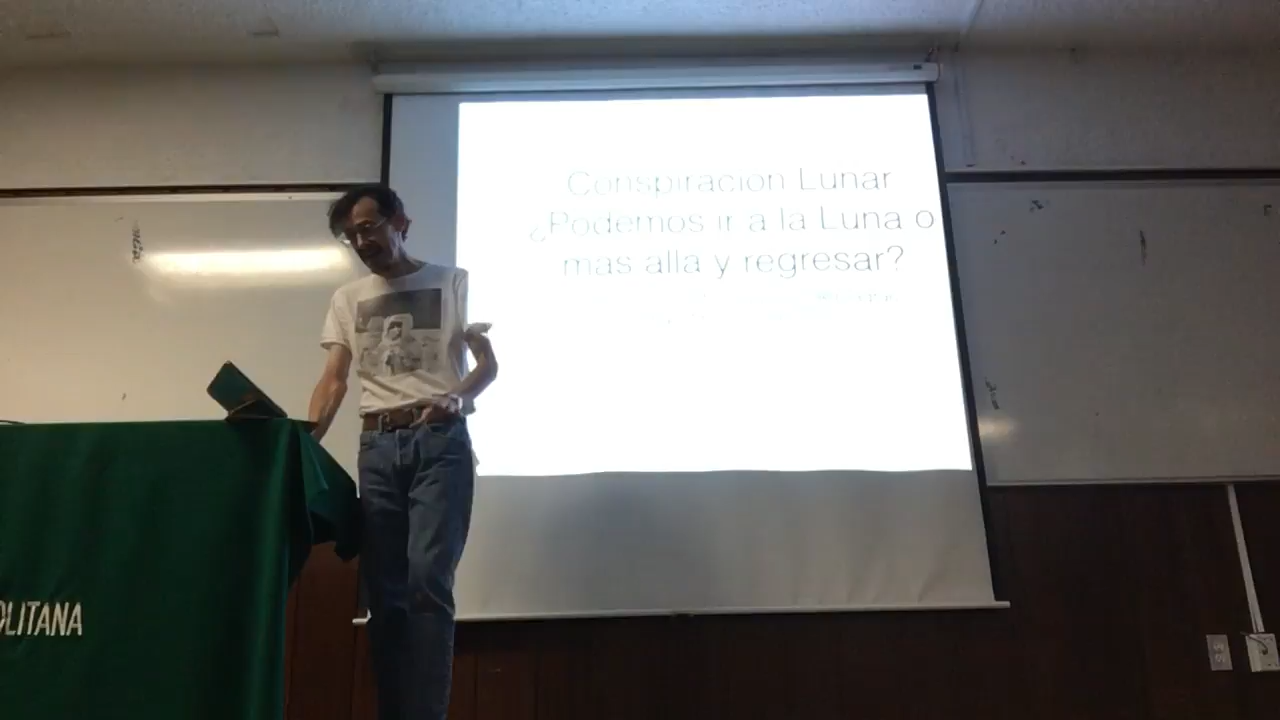 Conspiracion Lunar
¿Podemos ir a la Luna o
mas alla y regresar?
OLITANA